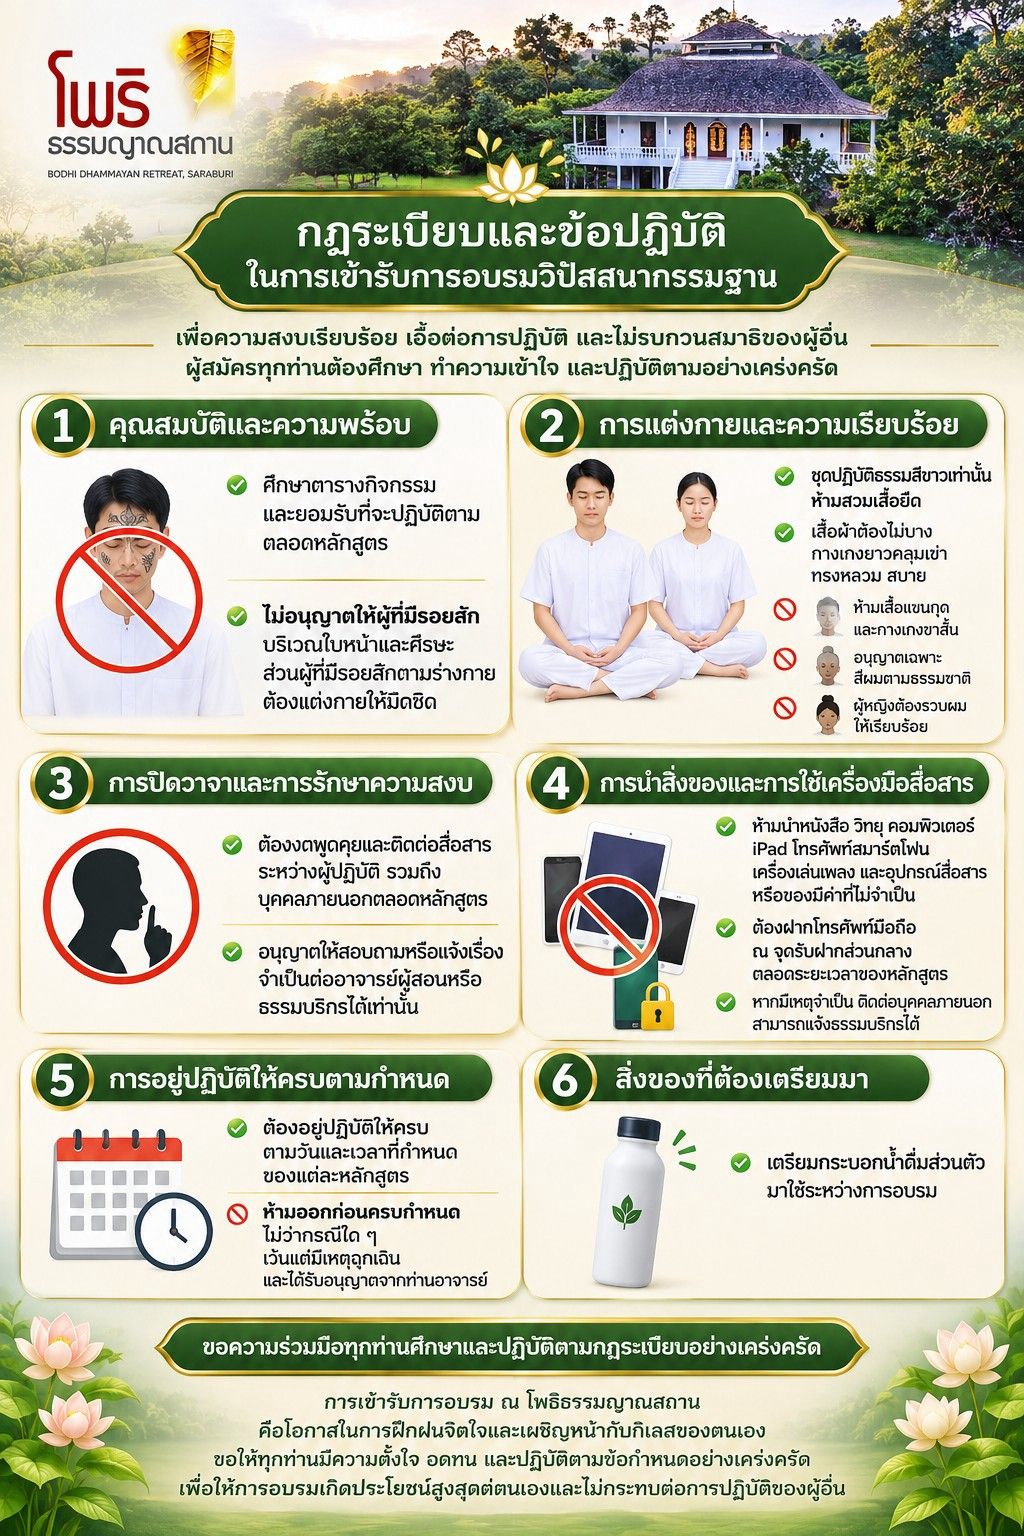 โพธิ
ธรรมญาณสถาน
BODHI DHAMMAYAN RETREAT, SARABURI
กฎระเบียบและข้อปฏิบัติ
ในการเข้ารับการอบรมวิปัสสนากรรมฐาน
เพื่อความสงบเรียบร้อย เอื้อต่อการปฏิบัติ และไม่รบกวนสมาธิของผู้อื่น
ผู้สมัครทุกท่านต้องศึกษา ทำความเข้าใจ และปฏิบัติตามอย่างเคร่งครัด
1 คุณสมบัติและความพร้อม
ศึกษาตารางกิจกรรม
และยอมรับที่จะปฏิบัติตาม
ตลอดหลักสูตร
ไม่อนุญาตให้ผู้ที่มีรอยสัก
บริเวณใบหน้าและศีรษะ
ส่วนผู้ที่มีรอยสักตามร่างกาย
ต้องแต่งกายให้มิดชิด
2 การแต่งกายและความเรียบร้อย
ชุดปฏิบัติธรรมสีขาวเท่านั้น
ห้ามสวมเสื้อยืด
เสื้อผ้าต้องไม่บาง
กางเกงยาวคลุมเข่า
ทรงหลวม สบาย
ห้ามเสื้อแขนกุด
และกางเกงขาสั้น
อนุญาตเฉพาะ
สีผมตามธรรมชาติ
ผู้หญิงต้องรวบผม
ให้เรียบร้อย
3 การปิดวาจาและการรักษาความสงบ
ต้องงดพูดคุยและติดต่อสื่อสาร
ระหว่างผู้ปฏิบัติ รวมถึง
บุคคลภายนอกตลอดหลักสูตร
อนุญาตให้สอบถามหรือแจ้งเรื่อง
จำเป็นต่ออาจารย์ผู้สอนหรือ
ธรรมบริกรได้เท่านั้น
4 การนำสิ่งของและการใช้เครื่องมือสื่อสาร
ห้ามนำหนังสือ วิทยุ คอมพิวเตอร์
iPad โทรศัพท์สมาร์ตโฟน
เครื่องเล่นเพลง และอุปกรณ์สื่อสาร
หรือของมีค่าที่ไม่จำเป็น
ต้องฝากโทรศัพท์มือถือ
ณ จุดรับฝากส่วนกลาง
ตลอดระยะเวลาของหลักสูตร
หากมีเหตุจำเป็น ติดต่อบุคคลภายนอก
สามารถแจ้งธรรมบริกรได้
5 การอยู่ปฏิบัติให้ครบตามกำหนด
ต้องอยู่ปฏิบัติให้ครบ
ตามวันและเวลาที่กำหนด
ของแต่ละหลักสูตร
ห้ามออกก่อนครบกำหนด
ไม่ว่ากรณีใด ๆ
เว้นแต่มีเหตุฉุกเฉิน
และได้รับอนุญาตจากท่านอาจารย์
6 สิ่งของที่ต้องเตรียมมา
เตรียมกระบอกน้ำดื่มส่วนตัว
มาใช้ระหว่างการอบรม
ขอความร่วมมือทุกท่านศึกษาและปฏิบัติตามกฎระเบียบอย่างเคร่งครัด
การเข้ารับการอบรม ณ โพธิธรรมญาณสถาน
คือโอกาสในการฝึกฝนจิตใจและเผชิญหน้ากับกิเลสของตนเอง
ขอให้ทุกท่านมีความตั้งใจ อดทน และปฏิบัติตามข้อกำหนดอย่างเคร่งครัด
เพื่อให้การอบรมเกิดประโยชน์สูงสุดต่ตนเองและไม่กระทบต่อการปฏิบัติของผู้อื่น